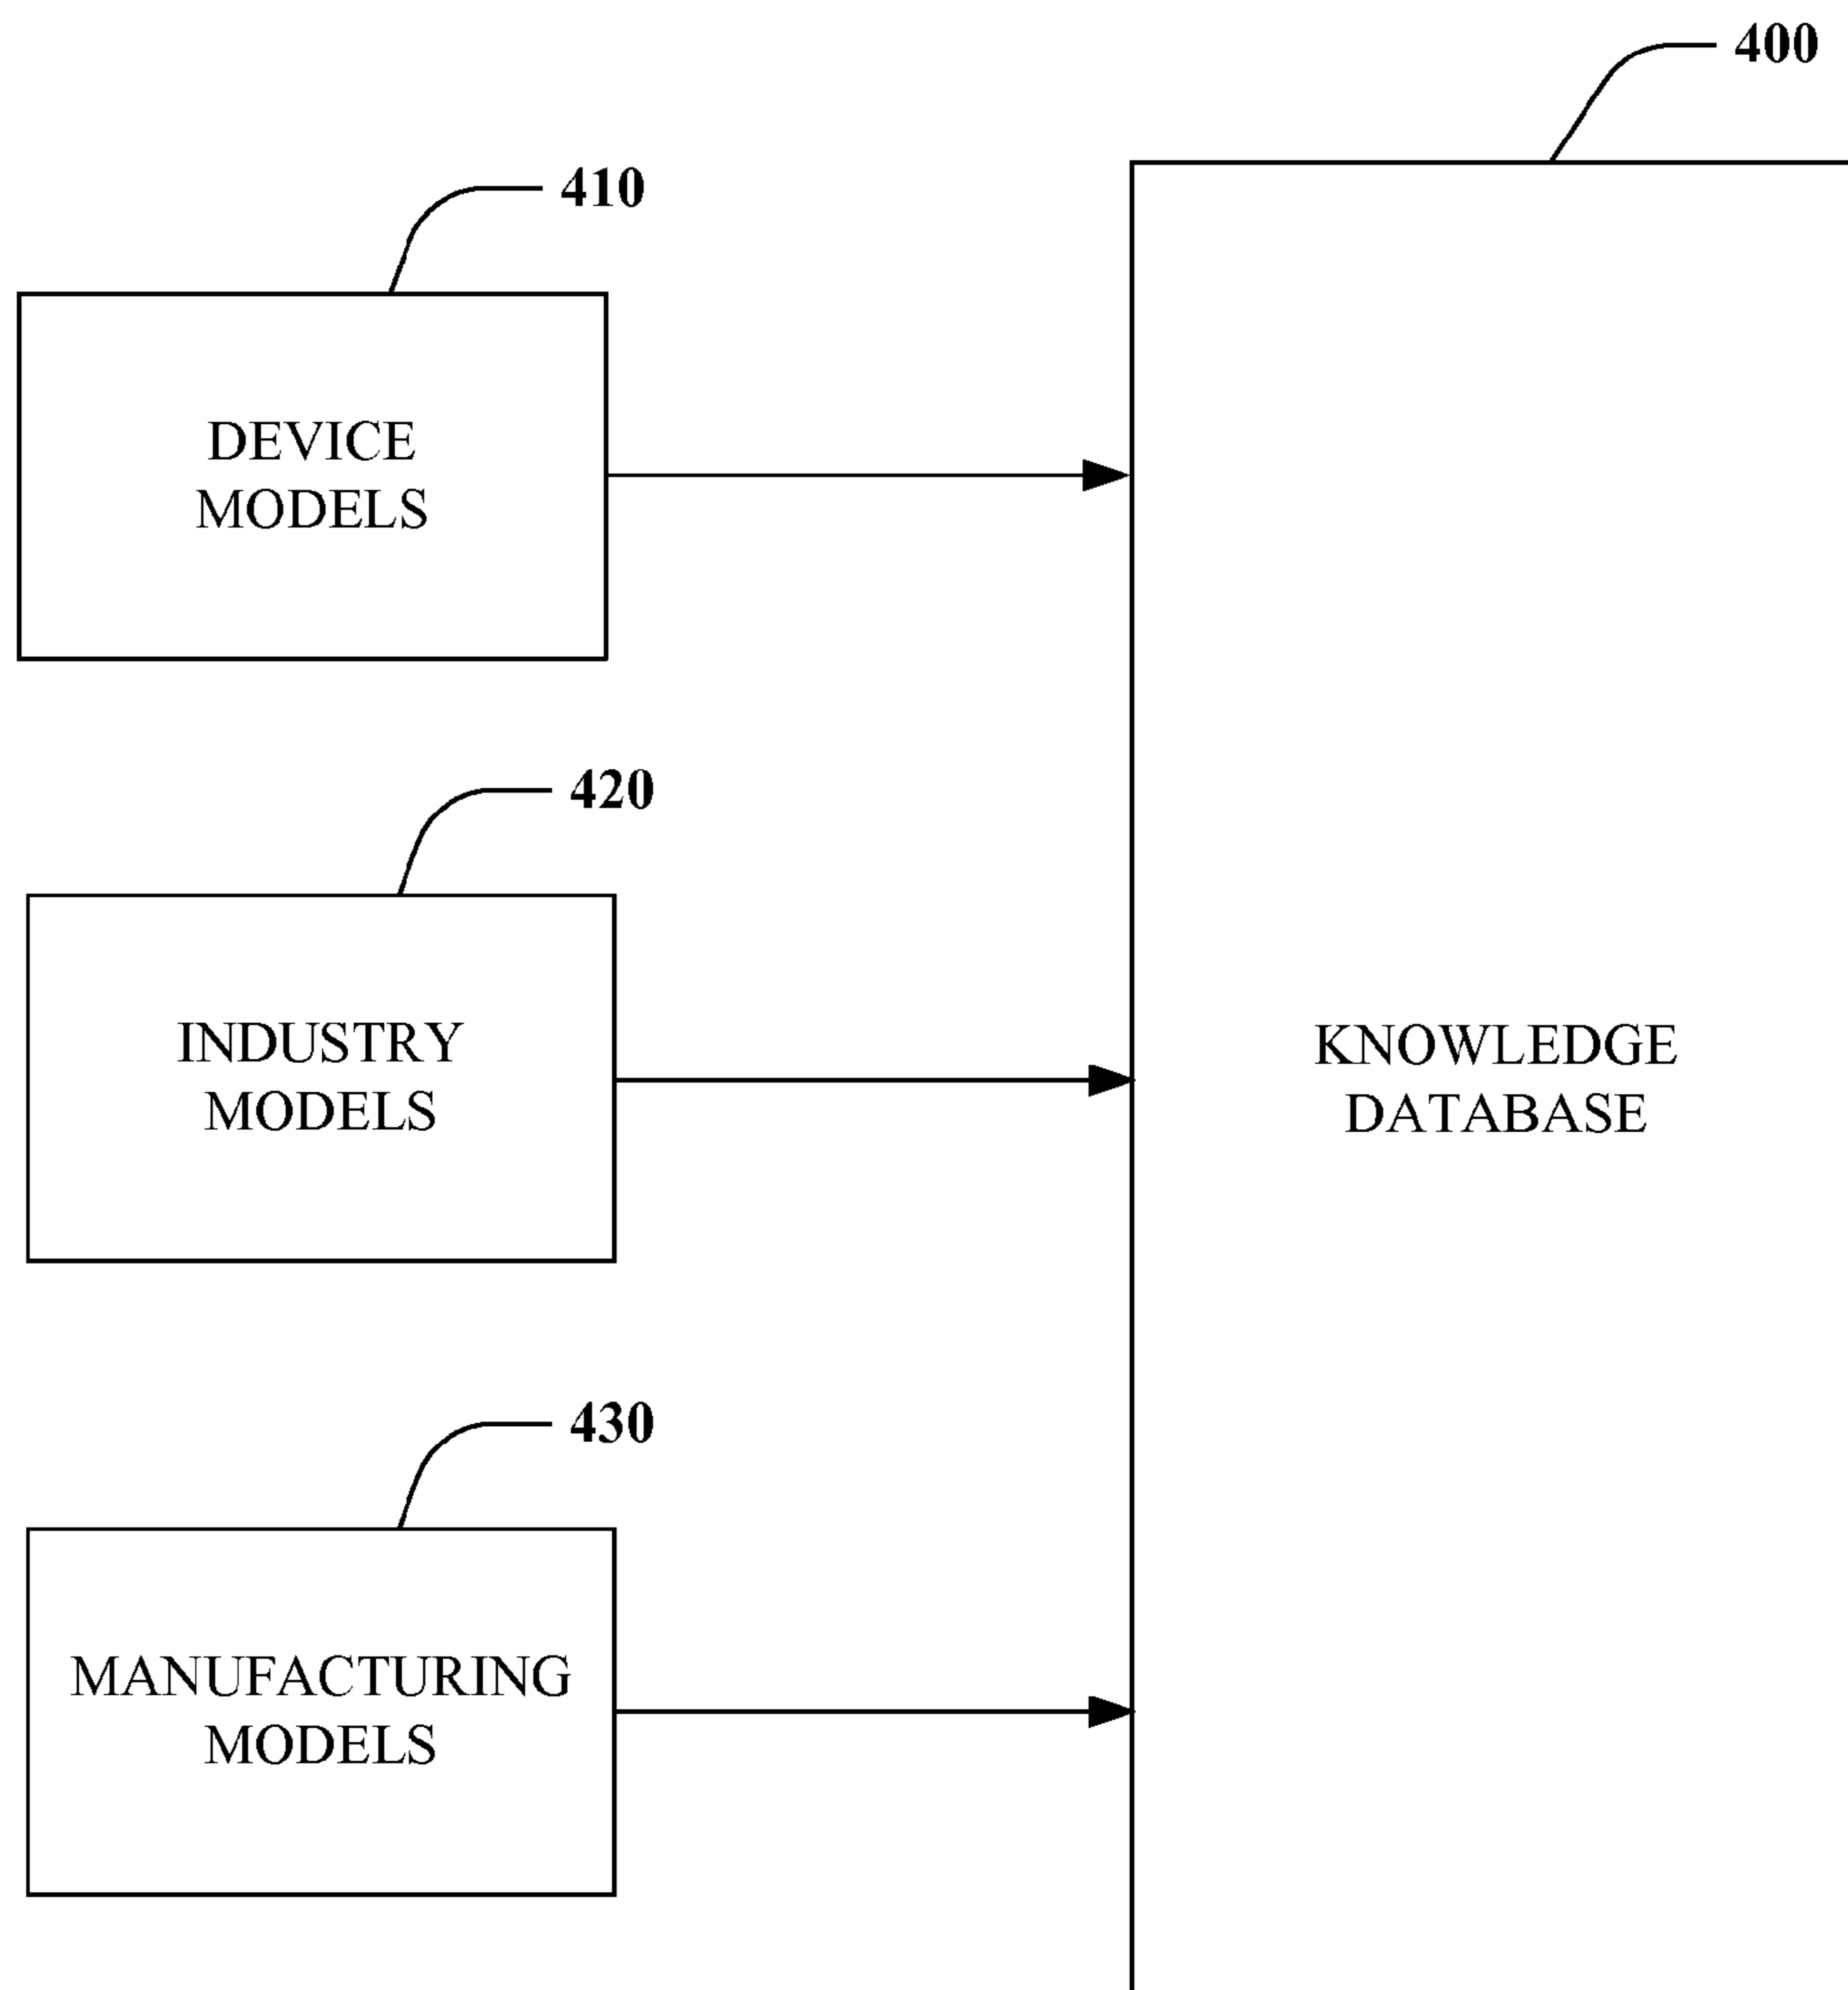 400
410
DEVICE
MODELS
420
INDUSTRY
MODELS
KNOWLEDGE
DATABASE
430
MANUFACTURING
MODELS